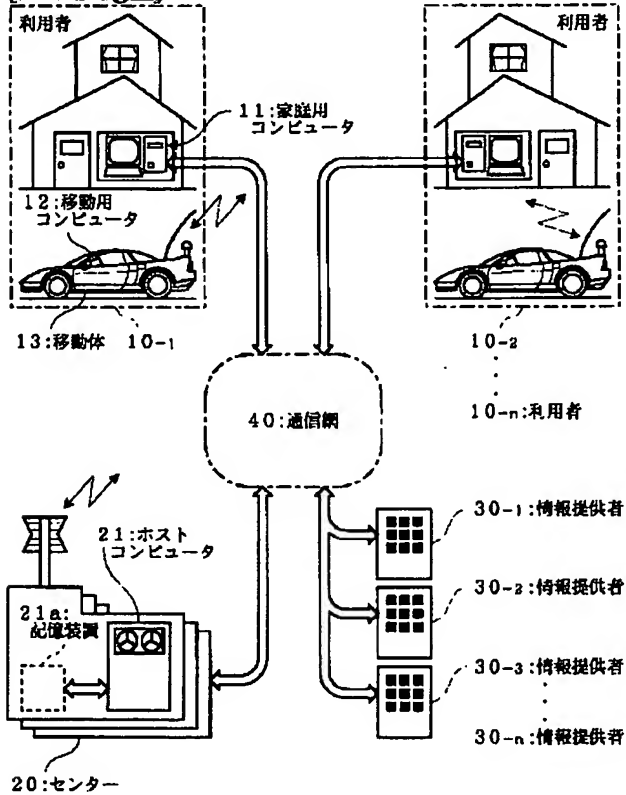 利用者
利用者
11:家庭用
コンピュータ
12:移動用
コンピュータ
13:移動体
10-1
10-2
10-n:利用者
40:通信網
21:ホスト
コンピュータ
21a:
記憶装置
20:センター
30-1:情報提供者
30-2:情報提供者
30-3:情報提供者
30-n:情報提供者